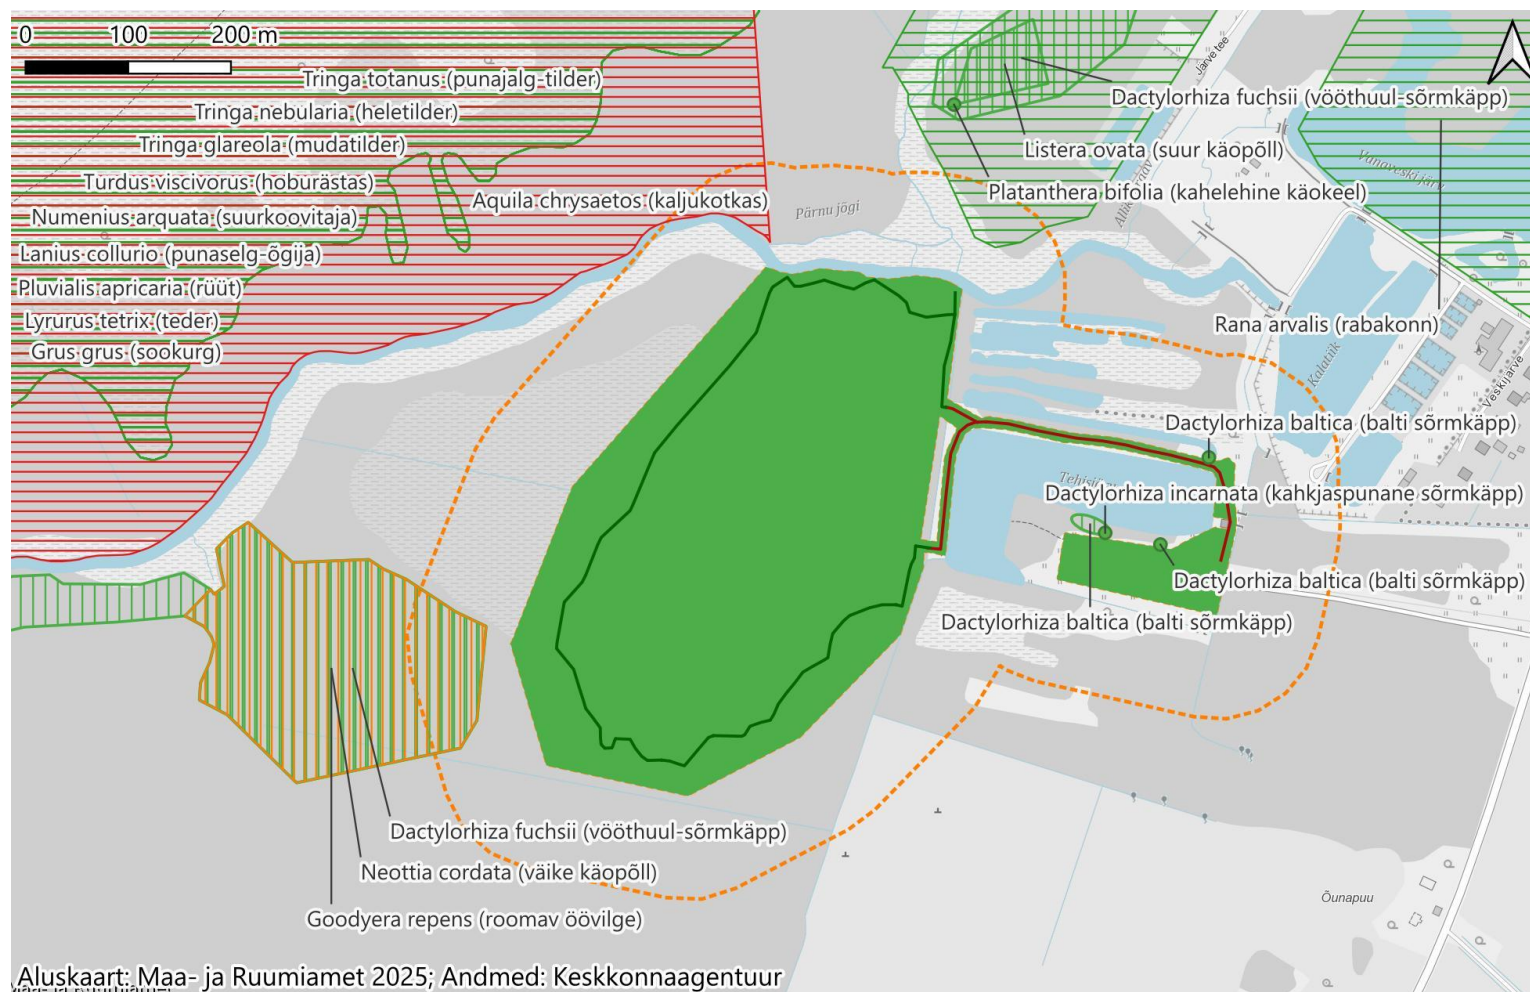 0 100 200 m
Tringa totanus (punajalg-tilder)
Järve tee
Dactylorhiza fuchsii (vööthuul-sõrmkäpp)
Tringa nebularia (heletilder)
Tringa glareola (mudatilder)
Listera ovata (suur käopõll)
Vanaveski järv
Turdus viscivorus (hoburästas)
Platanthera bifolia (kahelehine käokeel)
Aquila chrysaetos (kaljukotkas)
Pärnu jõgi
Numenius arquata (suurkoovitaja)
Lanius collurio (punaselg-õgija)
Pluvialis apricaria (rüüt)
Lyrurus tetrix (teder)
Rana arvalis (rabakonn)
Grus grus (sookurg)
Kalatiik
Veskijärve
Dactylorhiza baltica (balti sõrmkäpp)
Dactylorhiza incarnata (kahkjaspunane sõrmkäpp)
Dactylorhiza baltica (balti sõrmkäpp)
Dactylorhiza baltica (balti sõrmkäpp)
Dactylorhiza fuchsii (vööthuul-sõrmkäpp)
Neottia cordata (väike käopõll)
Goodyera repens (roomav öövilge)
Õunapuu
Aluskaart: Maa- ja Ruumiamet 2025; Andmed: Keskkonnaagentuur